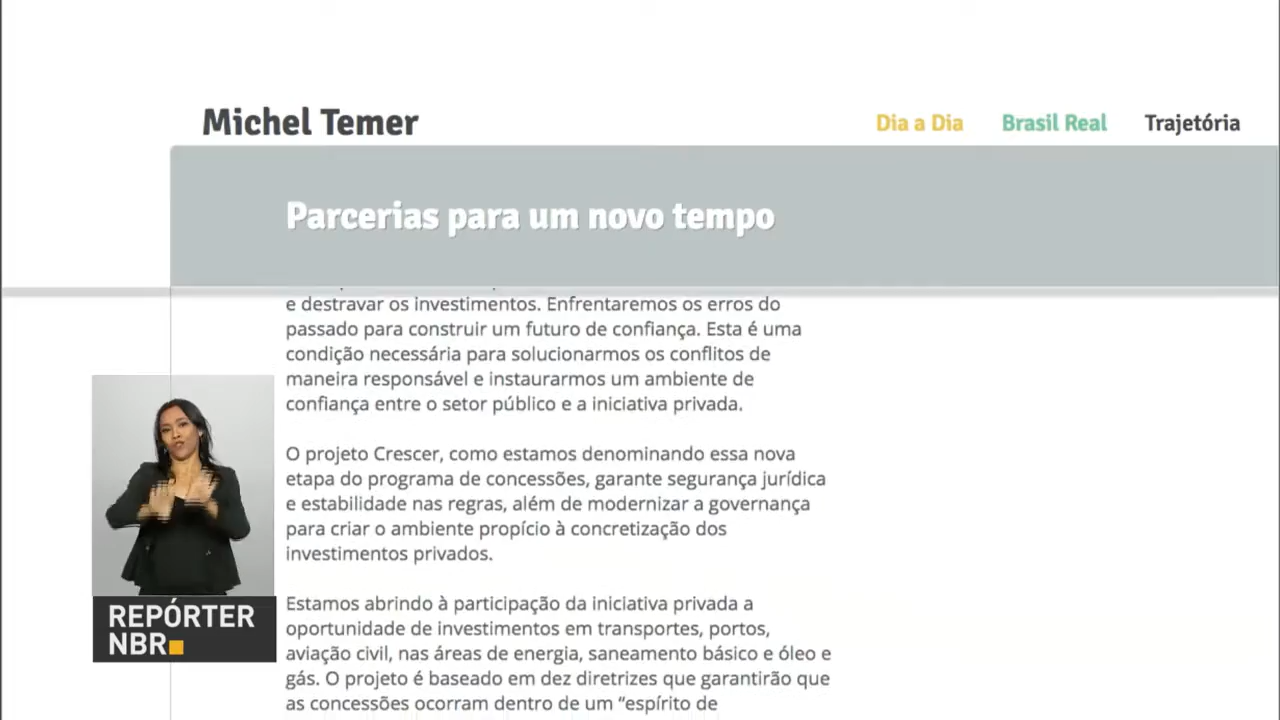 Michel Temer
Dia a Dia
Brasil Real
Trajetória
Parcerias para um novo tempo
e destravar os investimentos. Enfrentaremos os erros do
passado para construir um futuro de confiança. Esta é uma
condição necessária para solucionarmos os conflitos de
maneira responsável e instaurarmos um ambiente de
confiança entre o setor público e a iniciativa privada.
O projeto Crescer, como estamos denominando essa nova
etapa do programa de concessões, garante segurança jurídica
e estabilidade nas regras, além de modernizar a governança
para criar o ambiente propício à concretização dos
investimentos privados.
Estamos abrindo à participação da iniciativa privada a
oportunidade de investimentos em transportes, portos,
aviação civil, nas áreas de energia, saneamento básico e óleo e
gás. O projeto é baseado em dez diretrizes que garantirão que
as concessões ocorram dentro de um “espírito de
REPÓRTER
NBR